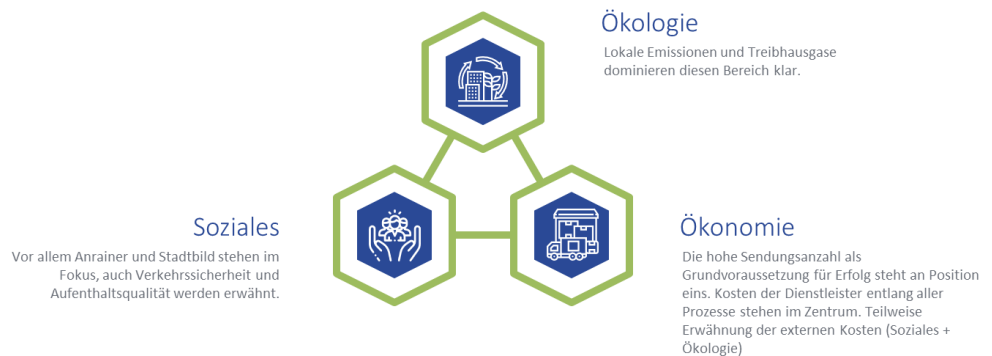 Ökologie
Lokale Emissionen und Treibhausgase
dominieren diesen Bereich klar.
Soziales
Vor allem Anrainer und Stadtbild stehen im
Fokus, auch Verkehrssicherheit und
Aufenthaltsqualität werden erwähnt.
Ökonomie
Die hohe Sendungsanzahl als
Grundvoraussetzung für Erfolg steht an Position
eins. Kosten der Dienstleister entlang aller
Prozesse stehen im Zentrum. Teilweise
Erwähnung der externen Kosten (Soziales +
Ökologie)